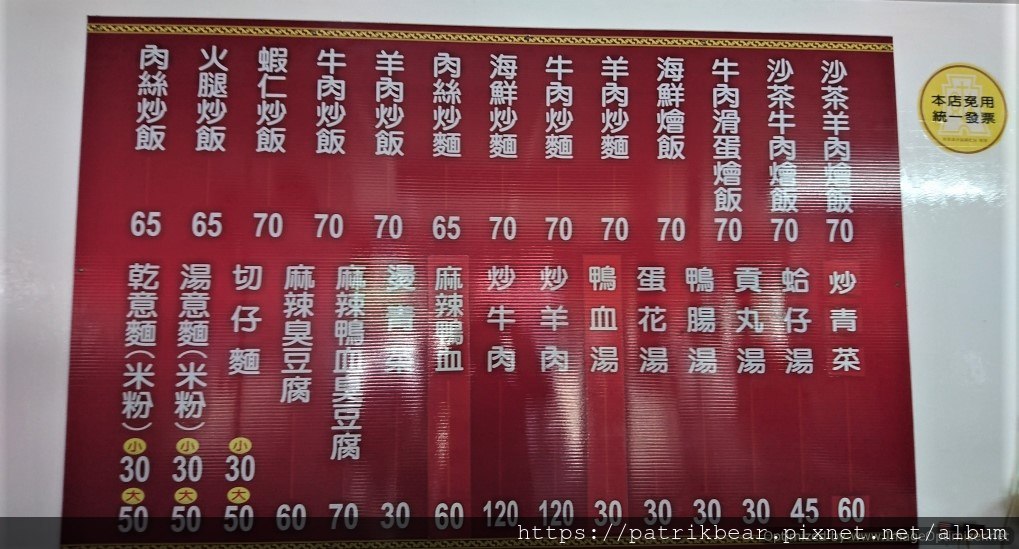 肉絲炒飯 65
火腿炒飯 65
蝦仁炒飯 70
牛肉炒飯 70
羊肉炒飯 70
肉絲炒麵 65
海鮮炒麵 70
牛肉炒麵 70
羊肉炒麵 70
海鮮燴飯 70
牛肉滑蛋燴飯 70
沙茶牛肉燴飯 70
沙茶羊肉燴飯 70
乾意麵(米粉) 小 30 大 50
湯意麵(米粉) 小 30 大 50
切仔麵 小 30 大 50
麻辣臭豆腐 60
麻辣鴨血臭豆腐 70
燙青菜 30
麻辣鴨血 60
炒牛肉 120
炒羊肉 120
鴨血湯 30
蛋花湯 30
鴨腸湯 30
貢丸湯 30
蛤仔湯 45
炒青菜 60
本店免用
統一發票
https://patrikbear.pixnet.net/album